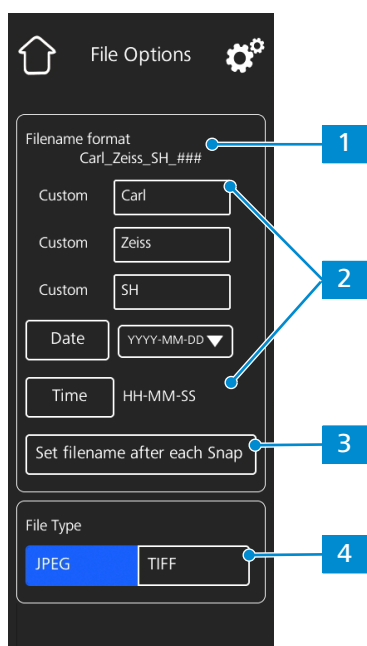 File Options
Filename format
Carl_Zeiss_SH_###
1
Custom Carl
Custom Zeiss
2
Custom SH
Date YYYY-MM-DD
Time HH-MM-SS
Set filename after each Snap
3
File Type
JPEG TIFF
4